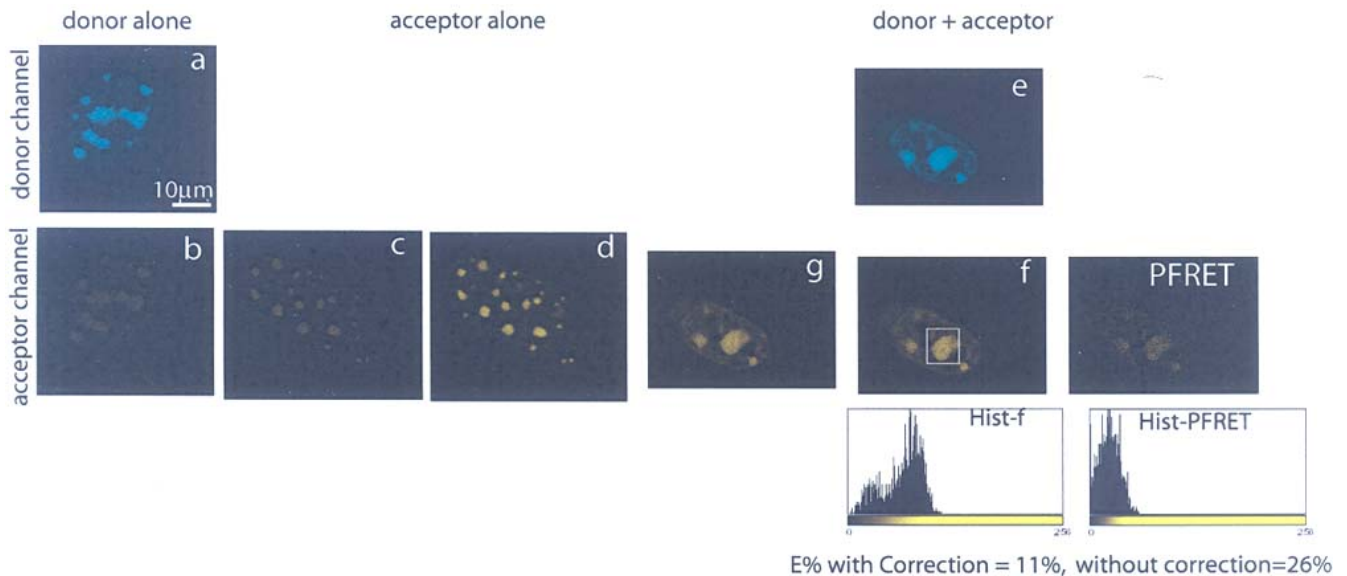 donor alone
acceptor alone
donor + acceptor
donor channel
a
10μm
e
acceptor channel
b
c
d
g
f
PFRET
Hist-f
Hist-PFRET
0
256
0
256
E% with Correction = 11%, without correction=26%